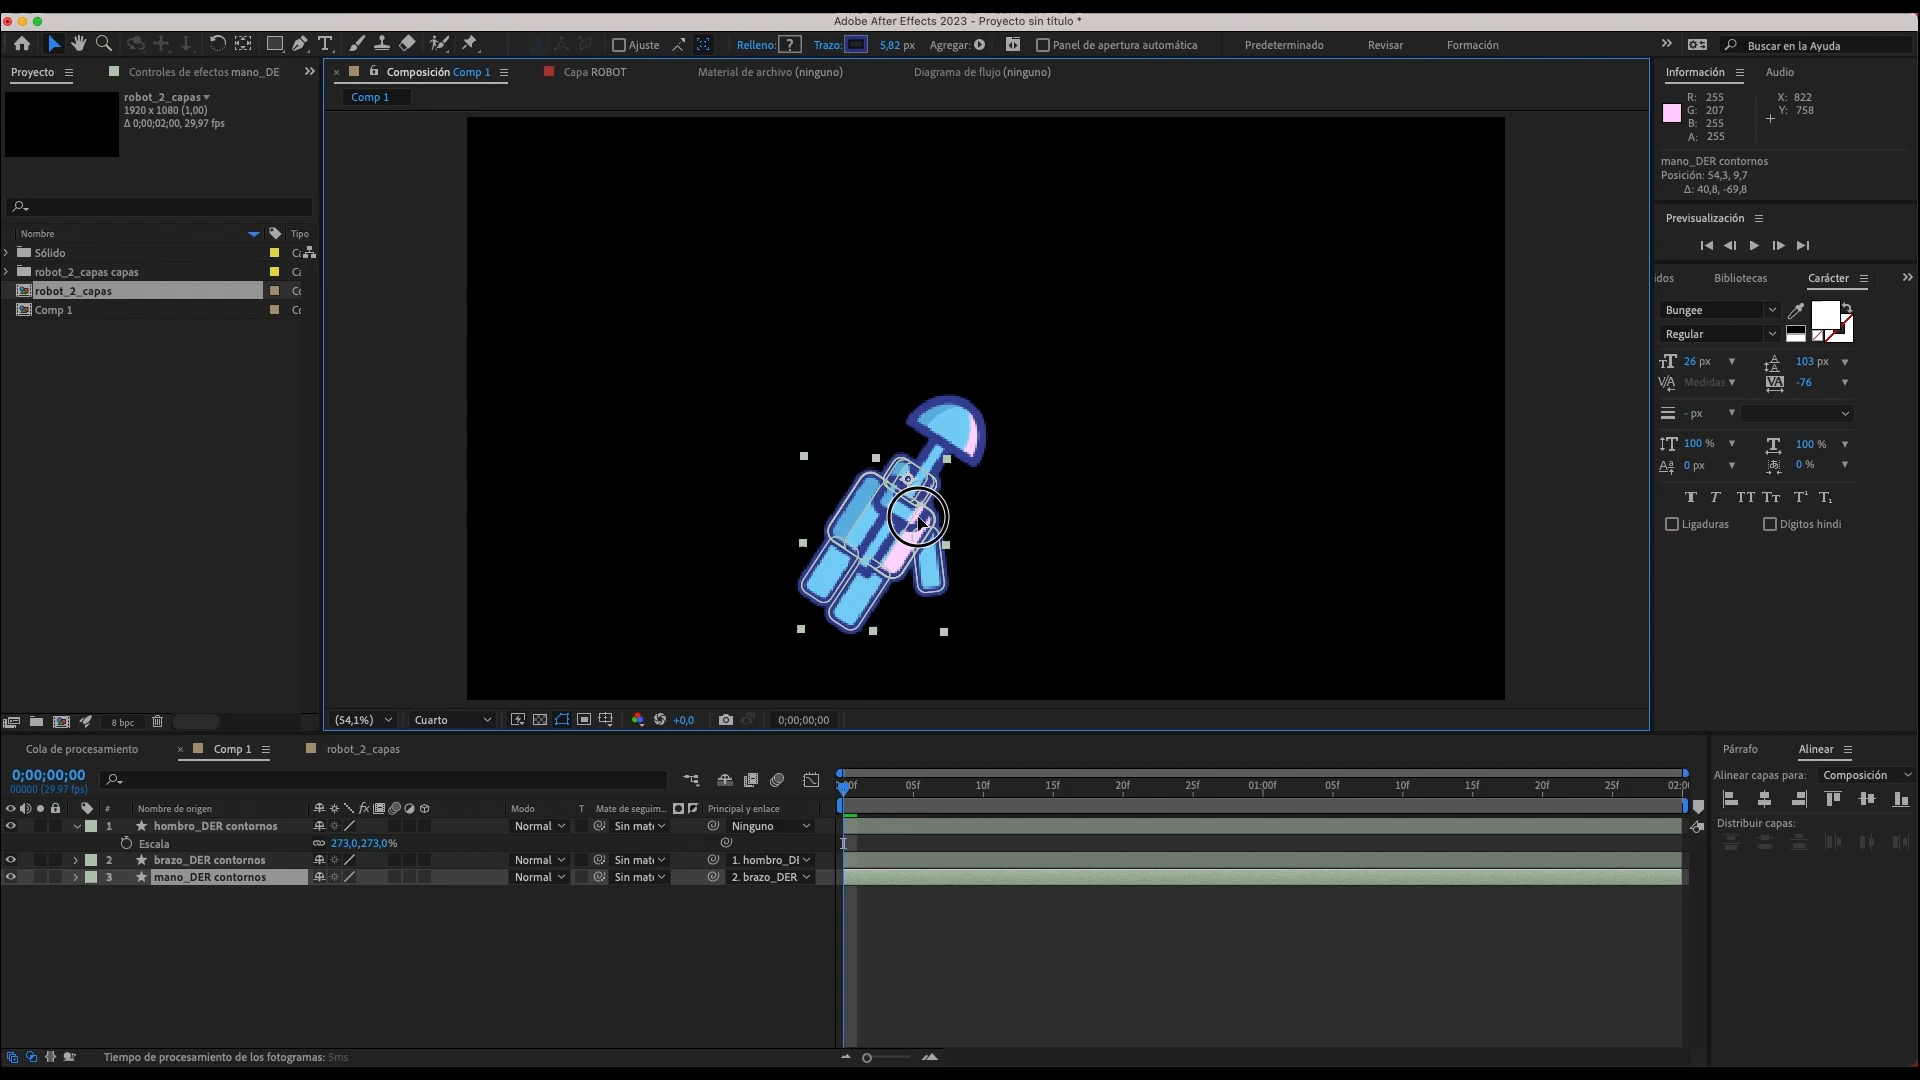 Adobe After Effects 2023 - Proyecto sin título *
Ajuste
Relleno: ?
Trazo:
5,82 px
Agregar:
Panel de apertura automática
Predeterminado
Revisar
Formación
Buscar en la Ayuda
Proyecto
Controles de efectos mano_DE
Composición Comp 1
Capa ROBOT
Material de archivo (ninguno)
Diagrama de flujo (ninguno)
Información
Audio
Comp 1
robot_2_capas
1920 x 1080 (1,00)
Δ 0;00;02;00, 29,97 fps
R: 255
G: 207
B: 255
A: 255
X: 822
Y: 758
mano_DER contornos
Posición: 54,3, 9,7
Δ: 40,8, -69,8
Previsualización
Nombre
Tipo
Sólido
robot_2_capas capas
robot_2_capas
Comp 1
idos
Bibliotecas
Carácter
Bungee
Regular
26 px
103 px
Medidas
-76
- px
100 %
100 %
0 px
0 %
Ligaduras
Dígitos hindi
8 bpc
(54,1%)
Cuarto
+0,0
0;00;00;00
Cola de procesamiento
Comp 1
robot_2_capas
Párrafo
Alinear
0;00;00;00
00000 (29.97 fps)
Alinear capas para:
Composición
Distribuir capas:
05f
10f
15f
20f
25f
01:00f
05f
10f
15f
20f
25f
02:0
#
Nombre de origen
Modo
T
Mate de seguim...
Principal y enlace
1
hombro_DER contornos
Normal
Sin mat
Ninguno
Escala
273,0,273,0%
2
brazo_DER contornos
Normal
Sin mat
1. hombro_DI
3
mano_DER contornos
Normal
Sin mat
2. brazo_DER
Tiempo de procesamiento de los fotogramas: 5ms